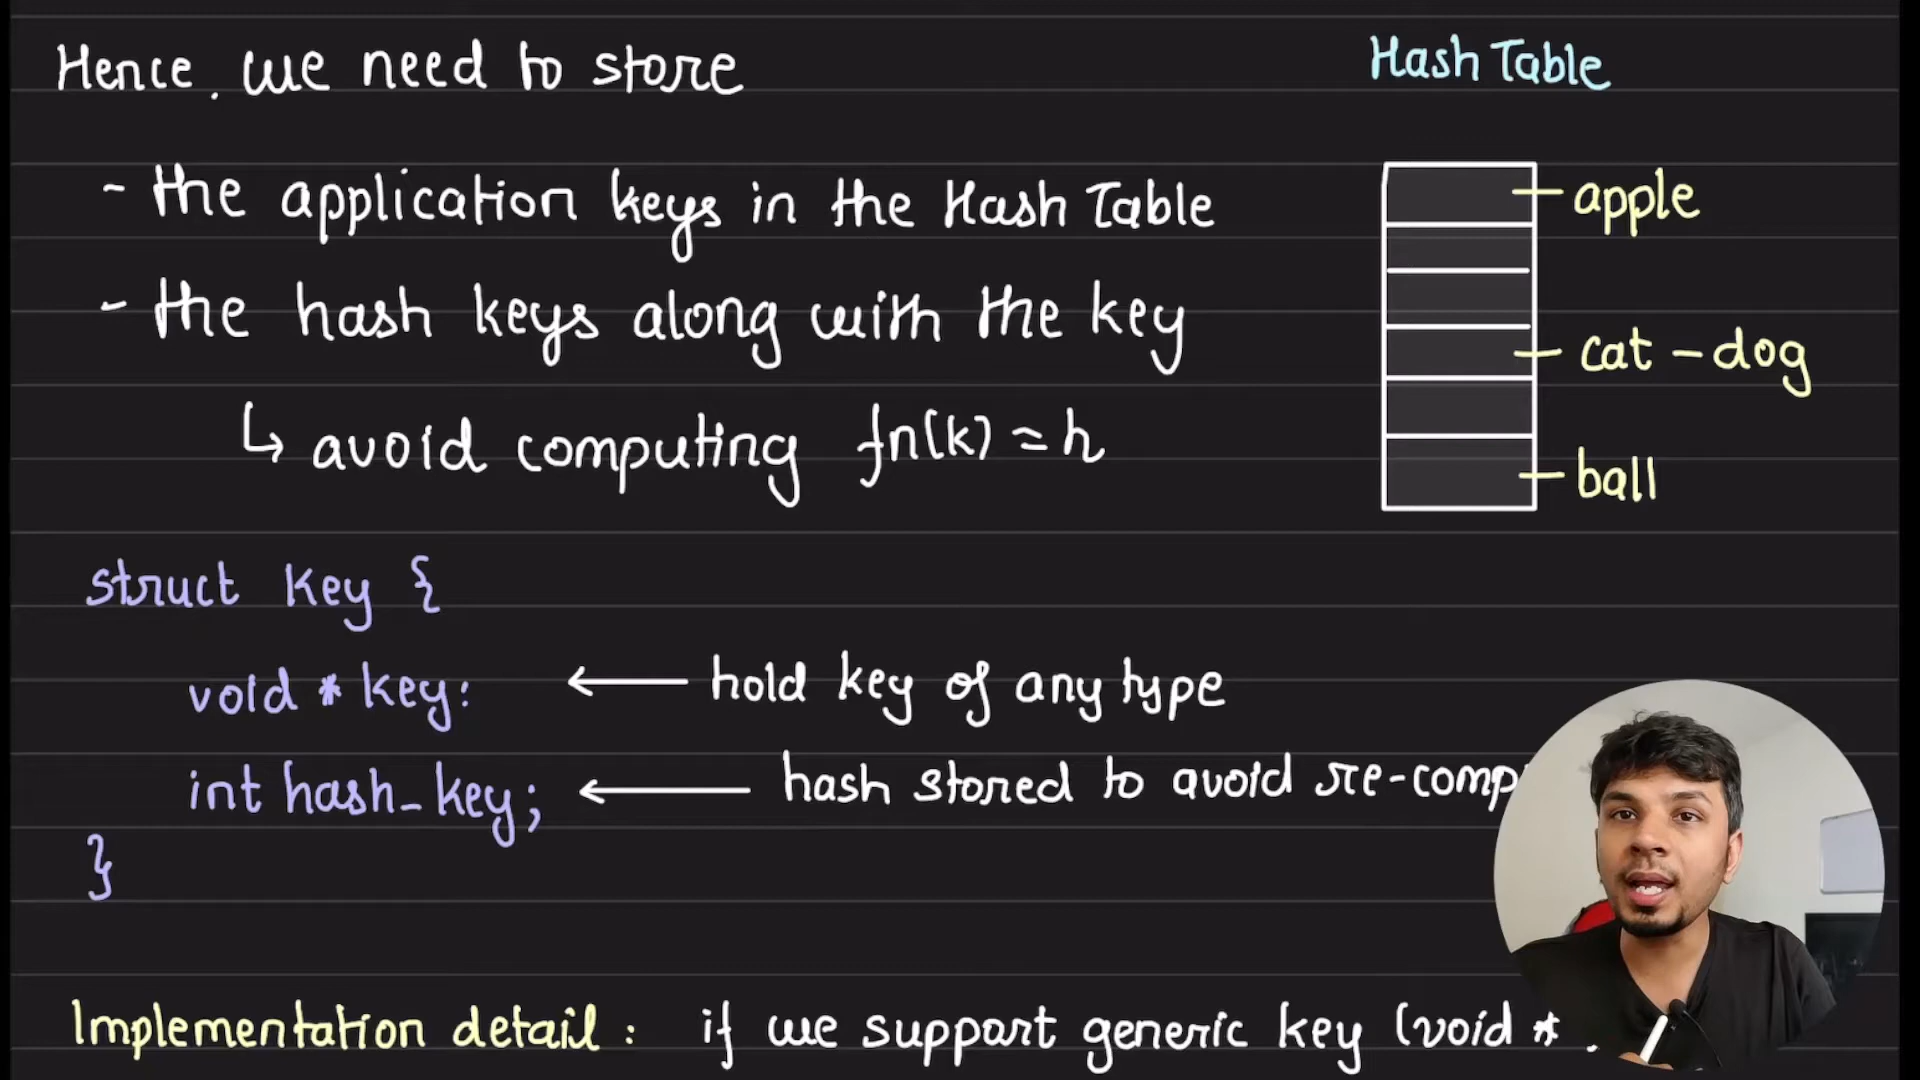 Hence, we need to store
Hash Table
- the application keys in the Hash Table
- the hash keys along with the key
↳ avoid computing fn(k) = h
apple
cat - dog
ball
struct key {
void * key;
← hold key of any type
int hash_key;
← hash stored to avoid re-comp
}
Implementation detail : if we support generic key (void *